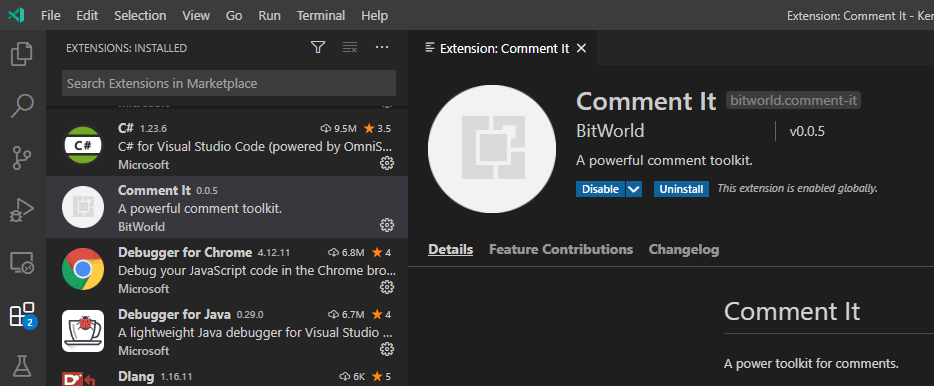 File Edit Selection View Go Run Terminal Help
Extension: Comment It - Ker
EXTENSIONS: INSTALLED
Search Extensions in Marketplace
C# 1.23.6 9.5M 3.5
C# for Visual Studio Code (powered by OmniS...
Microsoft
Comment It 0.0.5
A powerful comment toolkit.
BitWorld
Debugger for Chrome 4.12.11 6.8M 4
Debug your JavaScript code in the Chrome bro...
Microsoft
Debugger for Java 0.29.0 6.7M 4
A lightweight Java debugger for Visual Studio ...
Microsoft
Dlang 1.16.11 6K 5
2
Extension: Comment It
Comment It bitworld.comment-it
BitWorld v0.0.5
A powerful comment toolkit.
Disable Uninstall This extension is enabled globally.
Details Feature Contributions Changelog
Comment It
A power toolkit for comments.